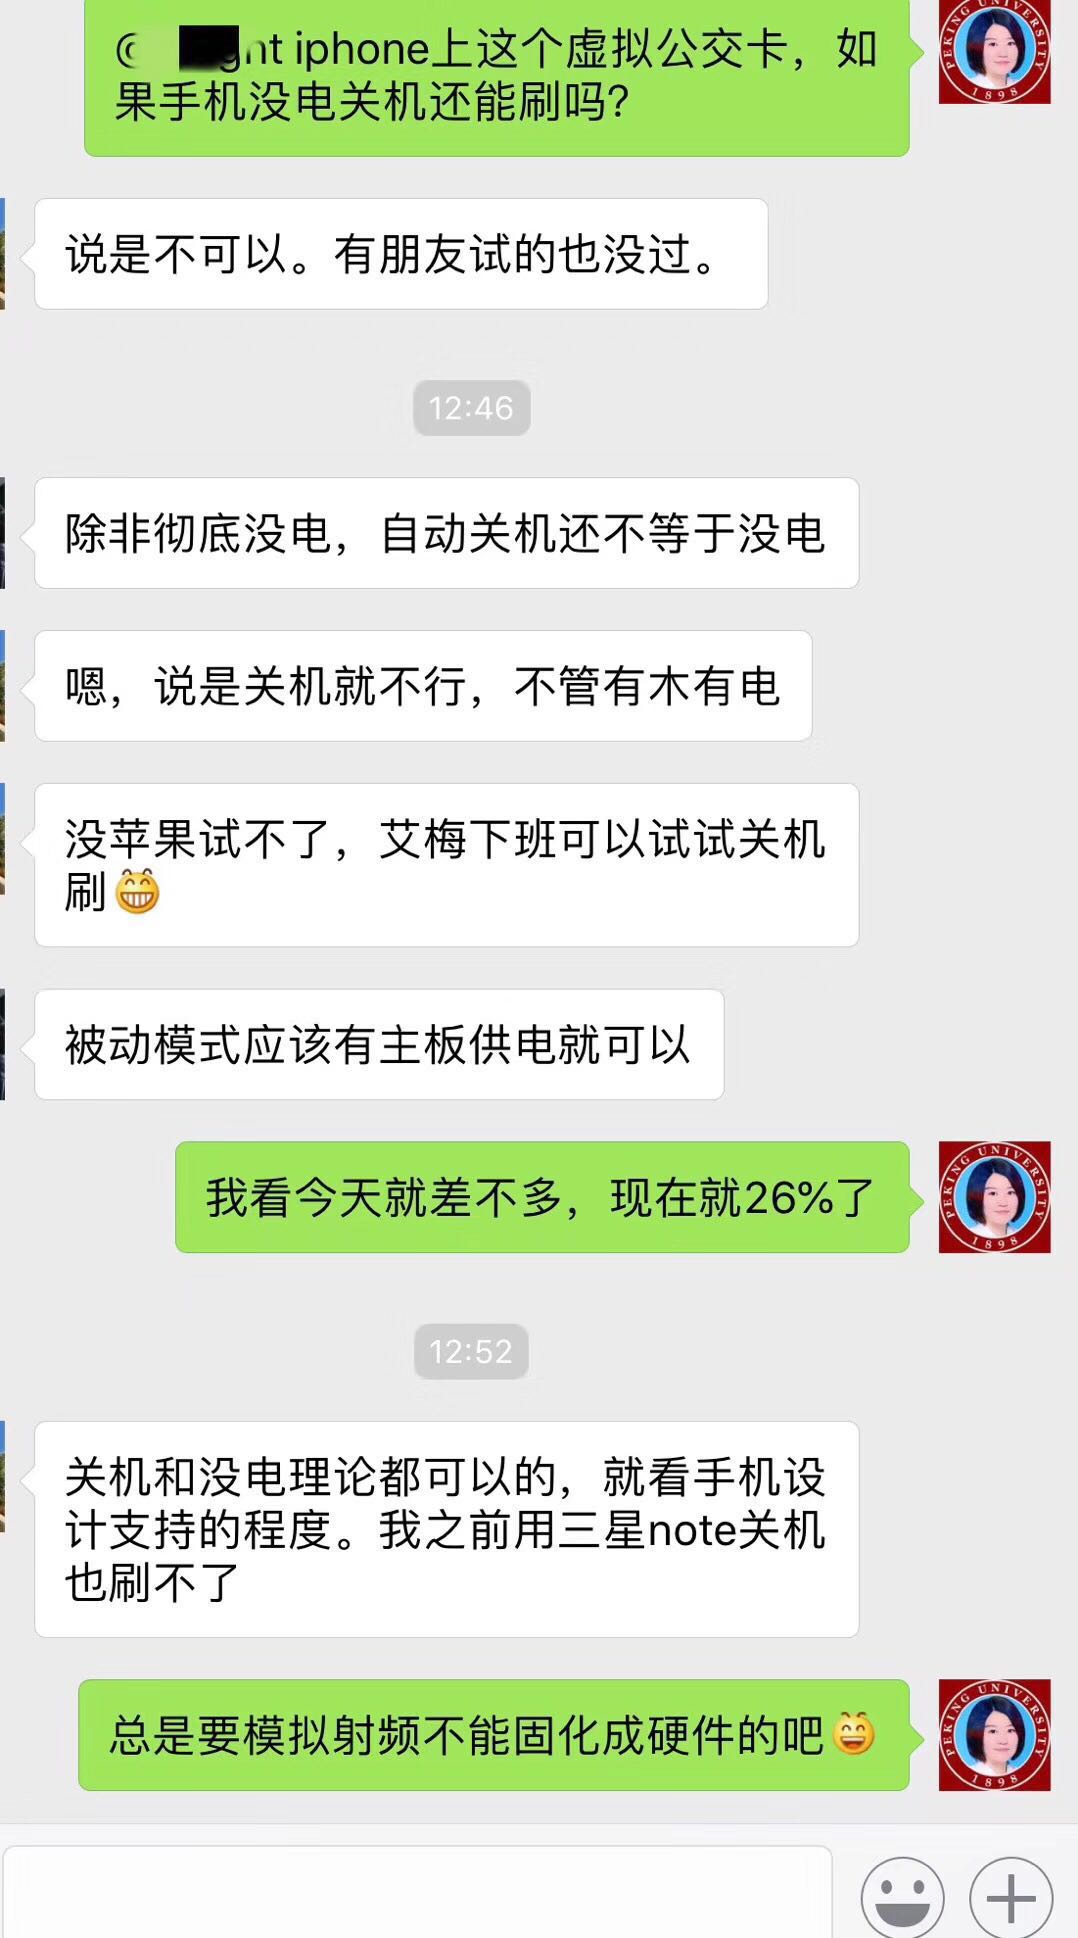 iphone上这个虚拟公交卡，如
果手机没电关机还能刷吗?
说是不可以。有朋友试的也没过。
12:46
除非彻底没电，自动关机还不等于没电
嗯，说是关机就不行，不管有木有电
没苹果试不了，艾梅下班可以试试关机
刷😁
被动模式应该有主板供电就可以
我看今天就差不多，现在就26%了
12:52
关机和没电理论都可以的，就看手机设
计支持的程度。我之前用三星note关机
也刷不了
总是要模拟射频不能固化成硬件的吧😄
PEKING UNIVERSITY
1898